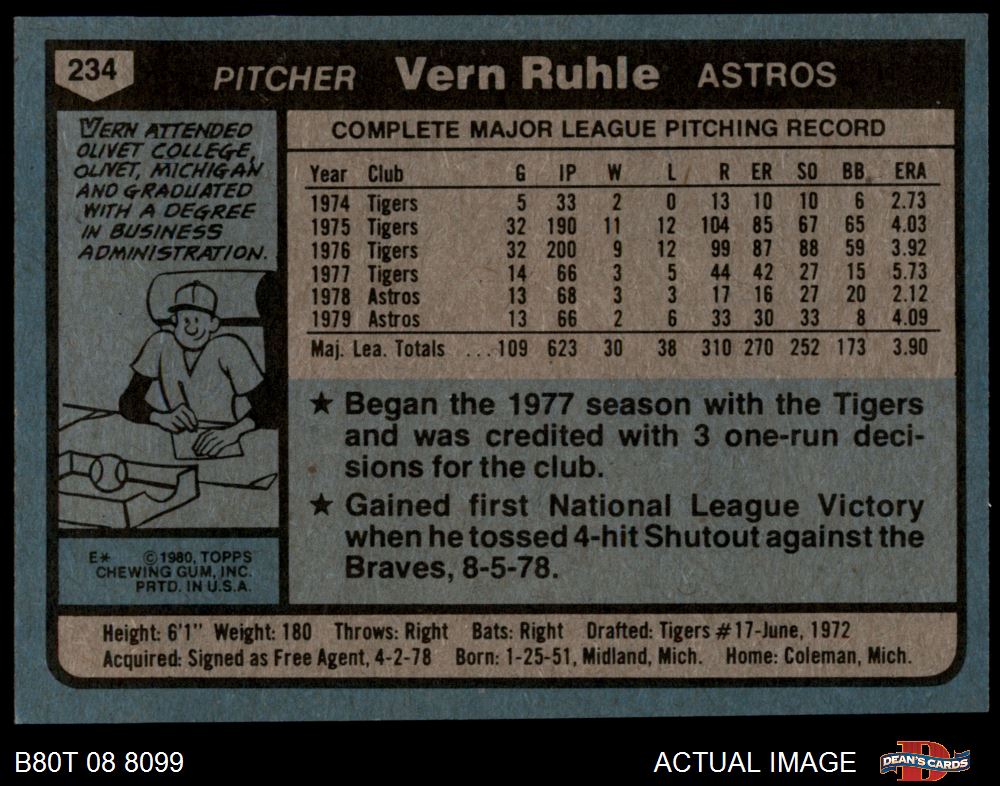 234 PITCHER Vern Ruhle ASTROS
VERN ATTENDED
OLIVET COLLEGE,
OLIVET, MICHIGAN
AND GRADUATED
WITH A DEGREE
IN BUSINESS
ADMINISTRATION.
E* ©1980, TOPPS
CHEWING GUM, INC.
PRTD. IN U.S.A.
COMPLETE MAJOR LEAGUE PITCHING RECORD
Year Club G IP W L R ER SO BB ERA
1974 Tigers 5 33 2 0 13 10 10 6 2.73
1975 Tigers 32 190 11 12 104 85 67 65 4.03
1976 Tigers 32 200 9 12 99 87 88 59 3.92
1977 Tigers 14 66 3 5 44 42 27 15 5.73
1978 Astros 13 68 3 3 17 16 27 20 2.12
1979 Astros 13 66 2 6 33 30 33 8 4.09
Maj. Lea. Totals ...109 623 30 38 310 270 252 173 3.90
★ Began the 1977 season with the Tigers
and was credited with 3 one-run deci-
sions for the club.
★ Gained first National League Victory
when he tossed 4-hit Shutout against the
Braves, 8-5-78.
Height: 6'1" Weight: 180 Throws: Right Bats: Right Drafted: Tigers #17-June, 1972
Acquired: Signed as Free Agent, 4-2-78 Born: 1-25-51, Midland, Mich. Home: Coleman, Mich.
B80T 08 8099 ACTUAL IMAGE DEAN'S CARDS